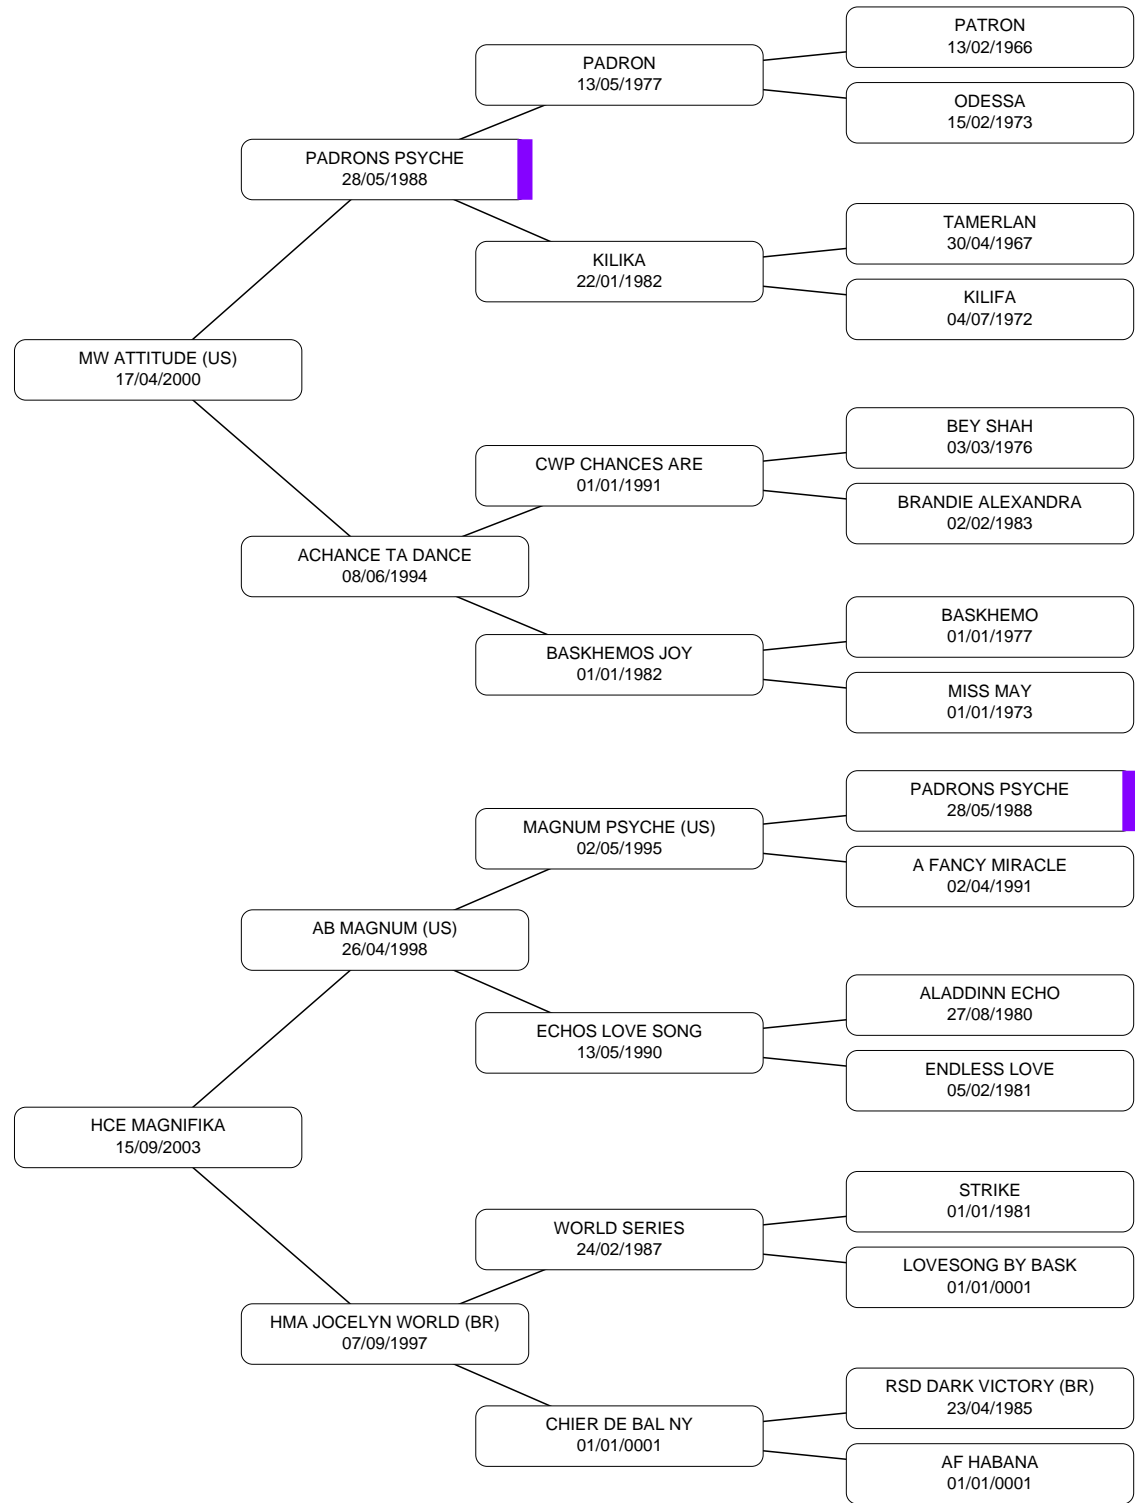 PATRON
13/02/1966
PADRON
13/05/1977
ODESSA
15/02/1973
PADRONS PSYCHE
28/05/1988
TAMERLAN
30/04/1967
KILIKA
22/01/1982
KILIFA
04/07/1972
MW ATTITUDE (US)
17/04/2000
BEY SHAH
03/03/1976
CWP CHANCES ARE
01/01/1991
BRANDIE ALEXANDRA
02/02/1983
ACHANCE TA DANCE
08/06/1994
BASKHEMO
01/01/1977
BASKHEMOS JOY
01/01/1982
MISS MAY
01/01/1973
PADRONS PSYCHE
28/05/1988
MAGNUM PSYCHE (US)
02/05/1995
A FANCY MIRACLE
02/04/1991
AB MAGNUM (US)
26/04/1998
ALADDINN ECHO
27/08/1980
ECHOS LOVE SONG
13/05/1990
ENDLESS LOVE
05/02/1981
HCE MAGNIFIKA
15/09/2003
STRIKE
01/01/1981
WORLD SERIES
24/02/1987
LOVESONG BY BASK
01/01/0001
HMA JOCELYN WORLD (BR)
07/09/1997
RSD DARK VICTORY (BR)
23/04/1985
CHIER DE BAL NY
01/01/0001
AF HABANA
01/01/0001